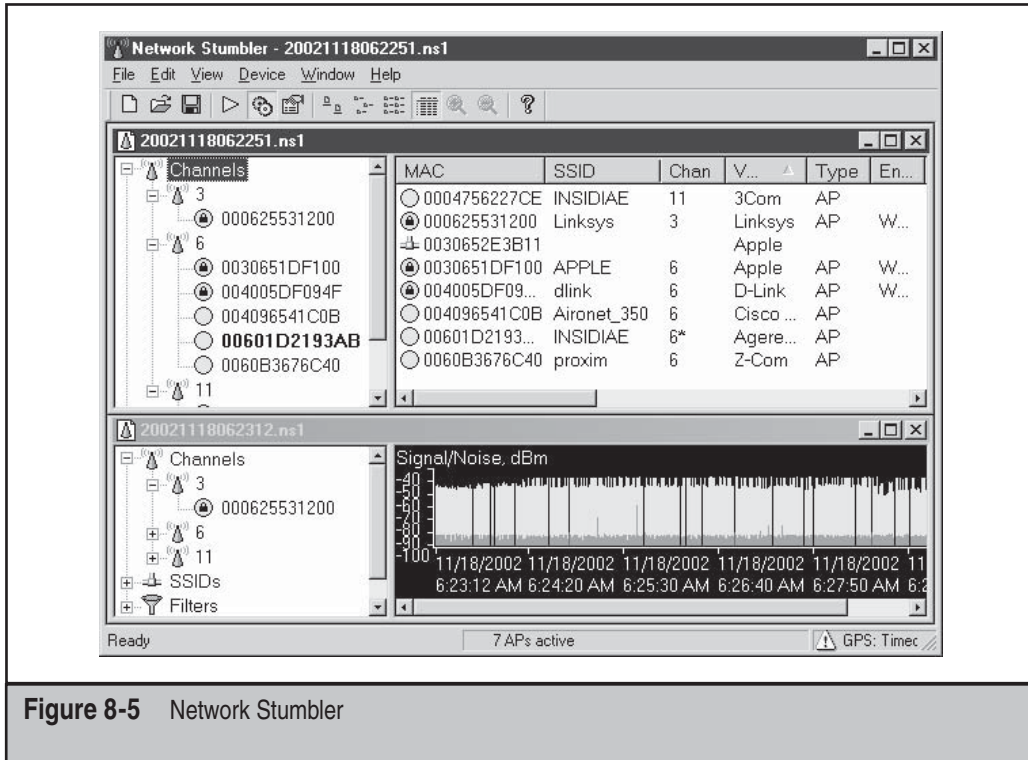 Network Stumbler - 20021118062251.ns1
File Edit View Device Window Help
20021118062251.ns1
Channels
3
000625531200
6
0030651DF100
004005DF094F
004096541C0B
00601D2193AB
0060B3676C40
11
MAC SSID Chan V... Type En...
0004756227CE INSIDIAE 11 3Com AP
000625531200 Linksys 3 Linksys AP W...
0030652E3B11 Apple
0030651DF100 APPLE 6 Apple AP W...
004005DF09... dlink 6 D-Link AP W...
004096541C0B Aironet_350 6 Cisco ... AP
00601D2193... INSIDIAE 6* Agere... AP
0060B3676C40 proxim 6 Z-Com AP
20021118062312.ns1
Channels
3
000625531200
6
11
SSIDs
Filters
Signal/Noise, dBm
-40
-50
-60
-70
-80
-90
-100
11/18/2002 11/18/2002 11/18/2002 11/18/2002 11/18/2002 11
6:23:12 AM 6:24:20 AM 6:25:30 AM 6:26:40 AM 6:27:50 AM 6:2
Ready 7 APs active GPS: Timec
Figure 8-5 Network Stumbler